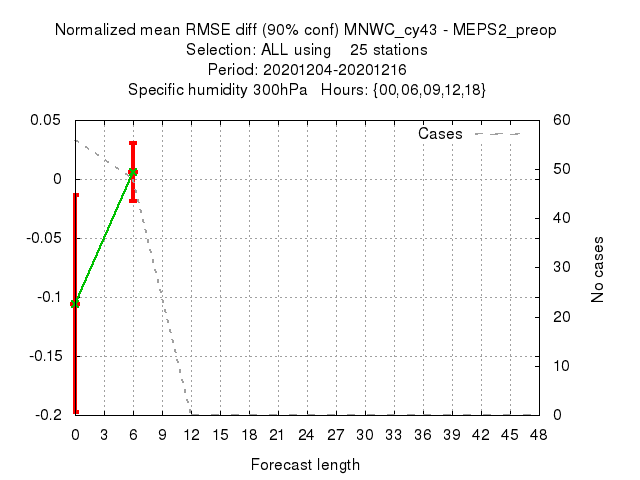 Normalized mean RMSE diff (90% conf) MNWC_cy43 - MEPS2_preop
Selection: ALL using    25 stations
Period: 20201204-20201216
Specific humidity 300hPa   Hours: {00,06,09,12,18}
Cases
0.05
0
-0.05
-0.1
-0.15
-0.2
60
50
40
30
20
10
0
No cases
0 3 6 9 12 15 18 21 24 27 30 33 36 39 42 45 48
Forecast length